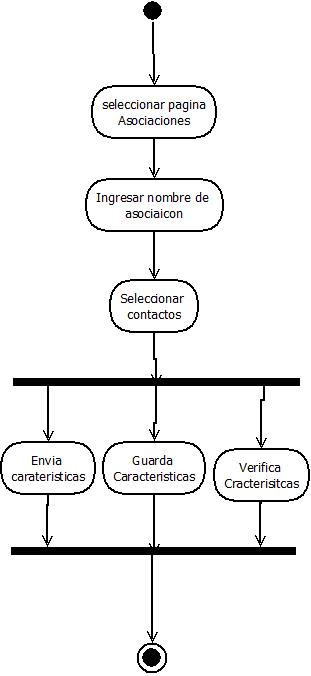 seleccionar pagina
Asociaciones
Ingresar nombre de
asociaicon
Seleccionar
contactos
Envia
carateristicas
Guarda
Caracteristicas
Verifica
Cracterisitcas